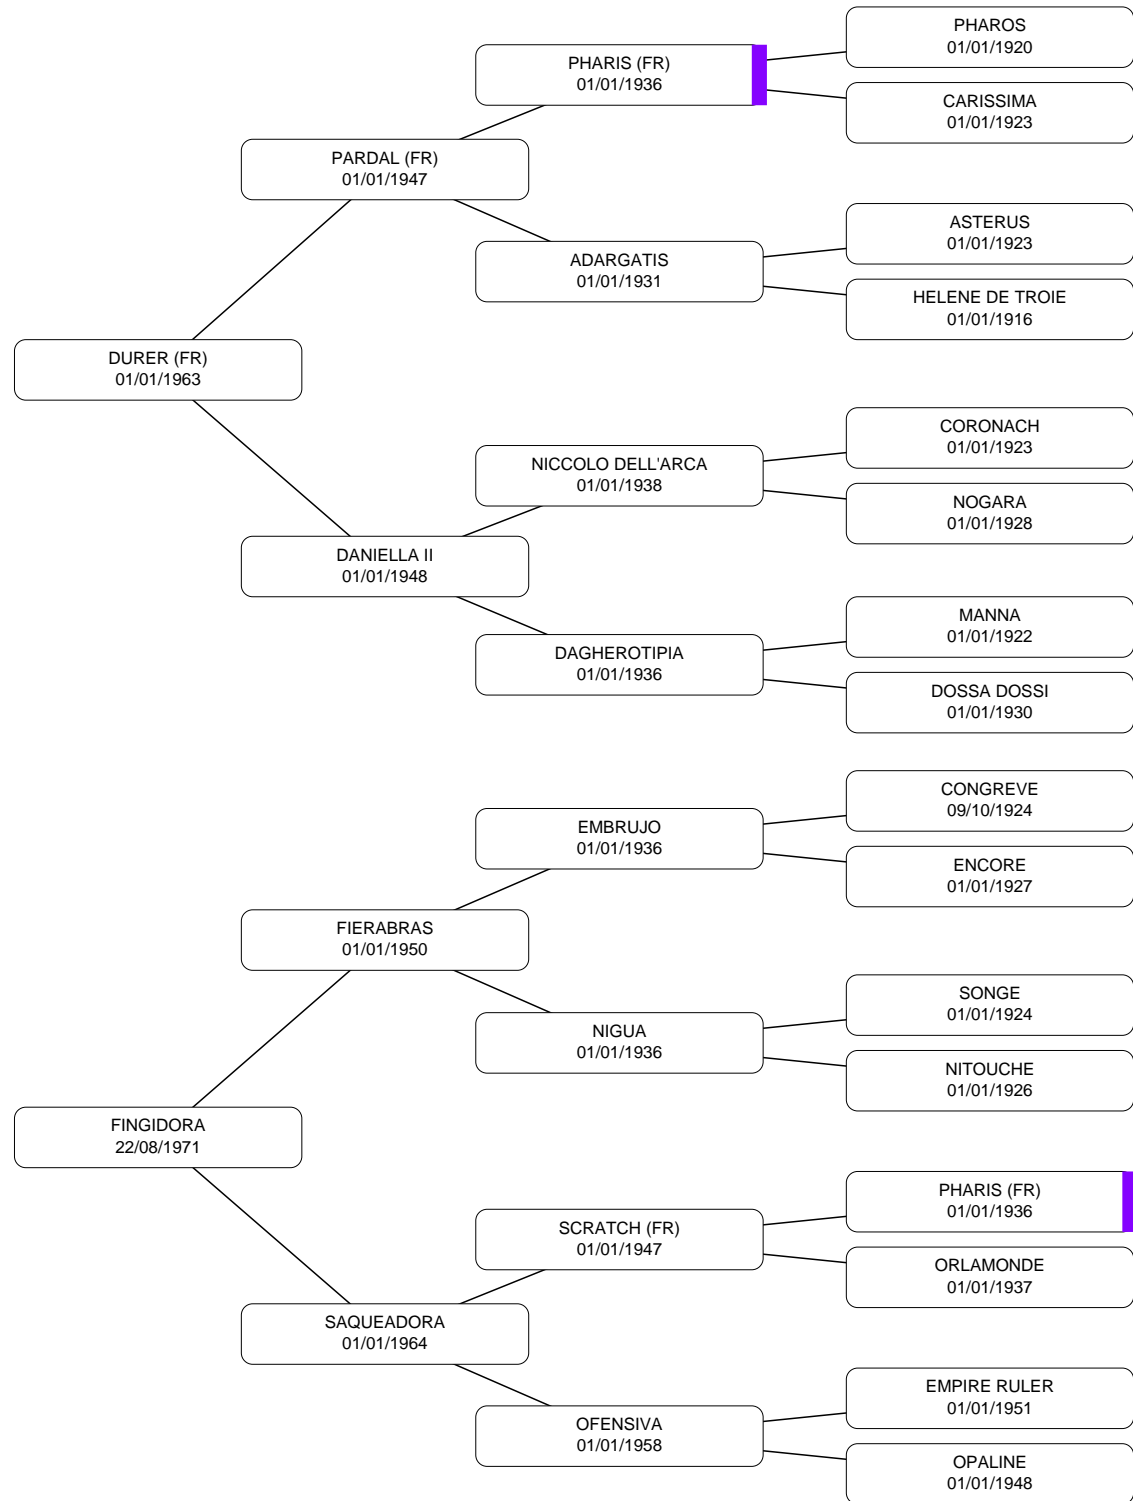 PHAROS
01/01/1920
PHARIS (FR)
01/01/1936
CARISSIMA
01/01/1923
PARDAL (FR)
01/01/1947
ASTERUS
01/01/1923
ADARGATIS
01/01/1931
HELENE DE TROIE
01/01/1916
DURER (FR)
01/01/1963
CORONACH
01/01/1923
NICCOLO DELL'ARCA
01/01/1938
NOGARA
01/01/1928
DANIELLA II
01/01/1948
MANNA
01/01/1922
DAGHEROTIPIA
01/01/1936
DOSSA DOSSI
01/01/1930
CONGREVE
09/10/1924
EMBRUJO
01/01/1936
ENCORE
01/01/1927
FIERABRAS
01/01/1950
SONGE
01/01/1924
NIGUA
01/01/1936
NITOUCHE
01/01/1926
FINGIDORA
22/08/1971
PHARIS (FR)
01/01/1936
SCRATCH (FR)
01/01/1947
ORLAMONDE
01/01/1937
SAQUEADORA
01/01/1964
EMPIRE RULER
01/01/1951
OFENSIVA
01/01/1958
OPALINE
01/01/1948